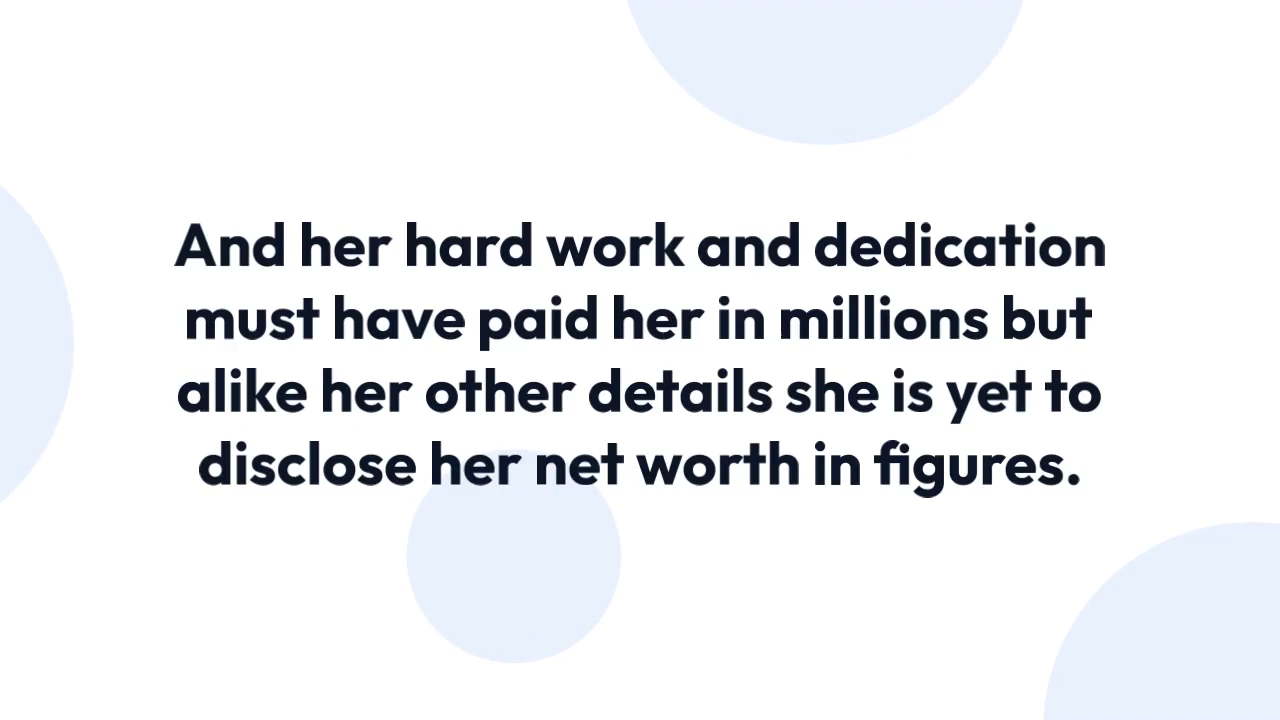 And her hard work and dedication
must have paid her in millions but
alike her other details she is yet to
disclose her net worth in figures.